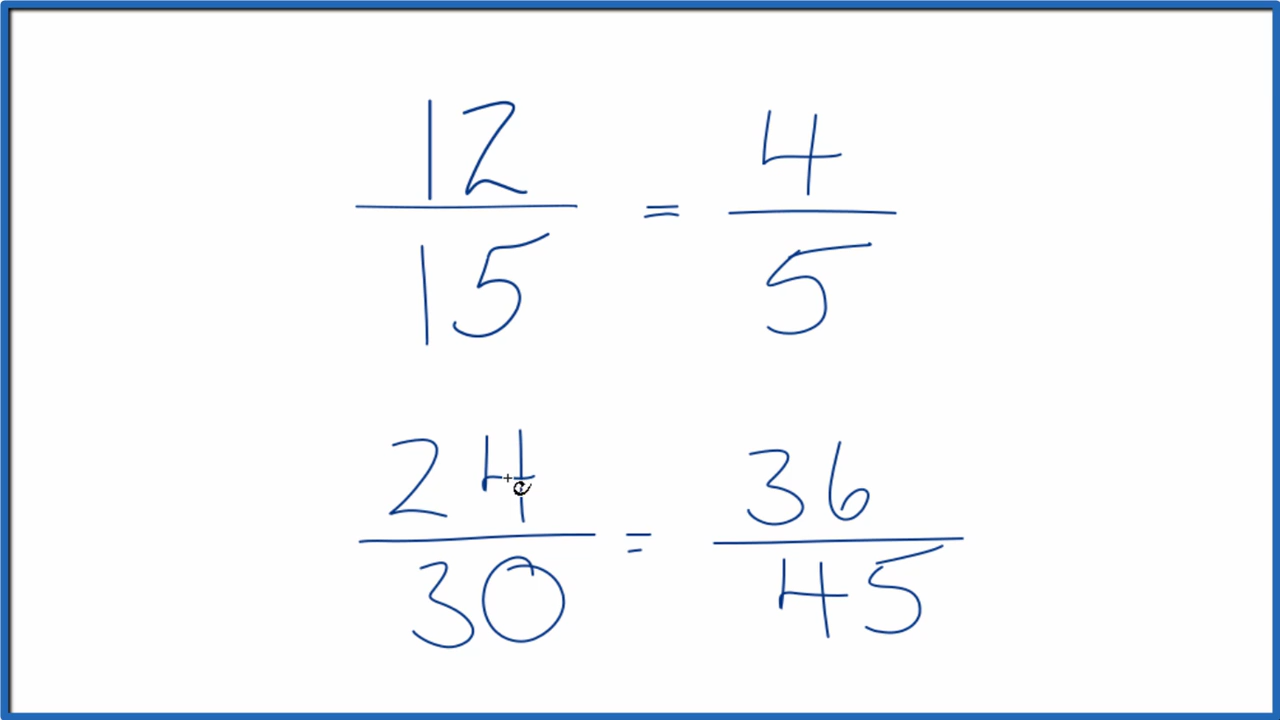 12/15 = 4/5
24/30 = 36/45